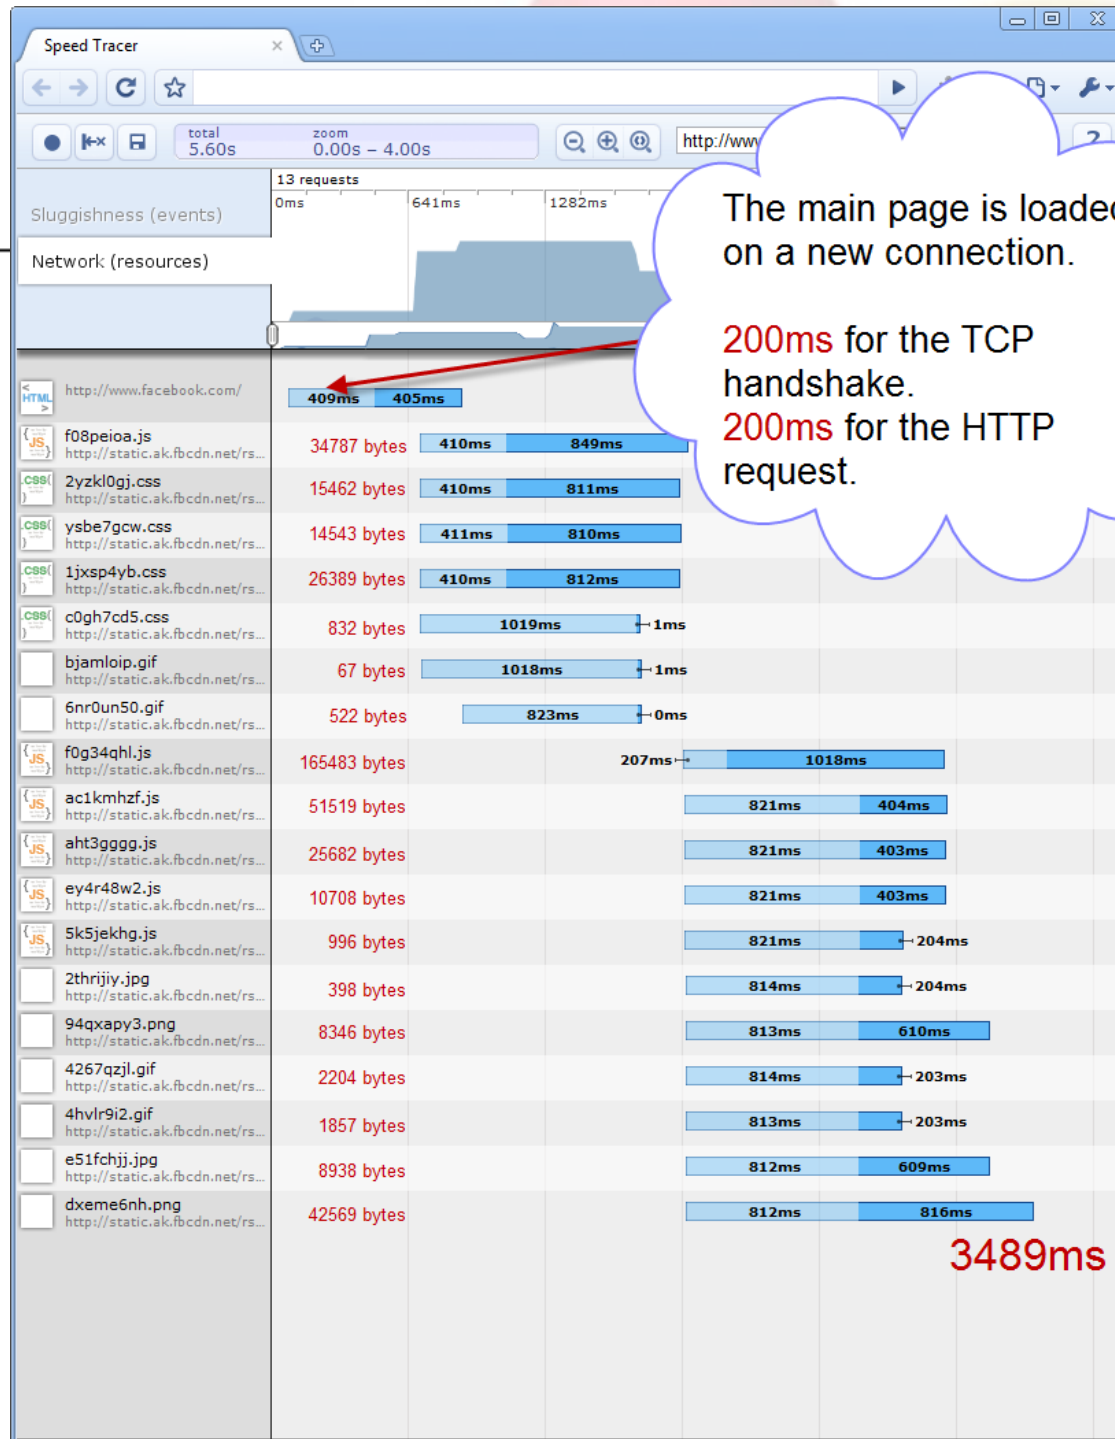 Speed Tracer
total zoom
5.60s 0.00s – 4.00s
http://www
?
13 requests
0ms 641ms 1282ms
Sluggishness (events)
Network (resources)
The main page is loaded
on a new connection.
200ms for the TCP
handshake.
200ms for the HTTP
request.
< HTML > http://www.facebook.com/ 409ms 405ms
{JS} f08peioa.js 34787 bytes 410ms 849ms
http://static.ak.fbcdn.net/rs...
.css{} 2yzkl0gj.css 15462 bytes 410ms 811ms
http://static.ak.fbcdn.net/rs...
.css{} ysbe7gcw.css 14543 bytes 411ms 810ms
http://static.ak.fbcdn.net/rs...
.css{} 1jxsp4yb.css 26389 bytes 410ms 812ms
http://static.ak.fbcdn.net/rs...
.css{} c0gh7cd5.css 832 bytes 1019ms 1ms
http://static.ak.fbcdn.net/rs...
bjamloip.gif 67 bytes 1018ms 1ms
http://static.ak.fbcdn.net/rs...
6nr0un50.gif 522 bytes 823ms 0ms
http://static.ak.fbcdn.net/rs...
{JS} f0g34qhl.js 165483 bytes 207ms 1018ms
http://static.ak.fbcdn.net/rs...
{JS} ac1kmhzf.js 51519 bytes 821ms 404ms
http://static.ak.fbcdn.net/rs...
{JS} aht3gggg.js 25682 bytes 821ms 403ms
http://static.ak.fbcdn.net/rs...
{JS} ey4r48w2.js 10708 bytes 821ms 403ms
http://static.ak.fbcdn.net/rs...
{JS} 5k5jekhg.js 996 bytes 821ms 204ms
http://static.ak.fbcdn.net/rs...
2thrijiy.jpg 398 bytes 814ms 204ms
http://static.ak.fbcdn.net/rs...
94qxapy3.png 8346 bytes 813ms 610ms
http://static.ak.fbcdn.net/rs...
4267qzjl.gif 2204 bytes 814ms 203ms
http://static.ak.fbcdn.net/rs...
4hvlr9i2.gif 1857 bytes 813ms 203ms
http://static.ak.fbcdn.net/rs...
e51fchjj.jpg 8938 bytes 812ms 609ms
http://static.ak.fbcdn.net/rs...
dxeme6nh.png 42569 bytes 812ms 816ms
http://static.ak.fbcdn.net/rs...
3489ms